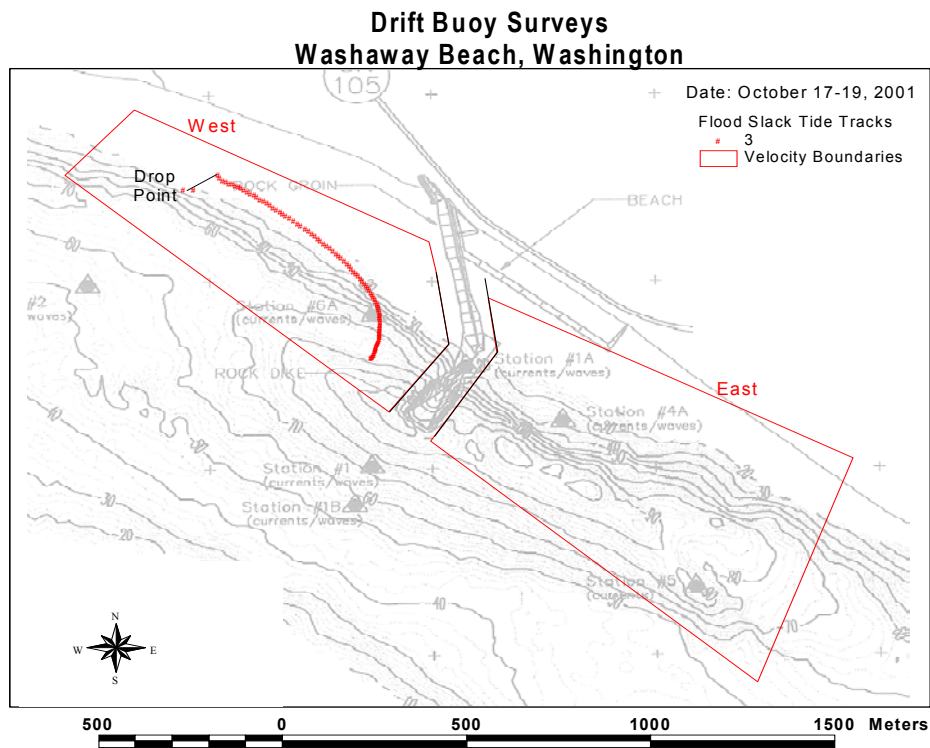 Drift Buoy Surveys
Washaway Beach, Washington
105
Date: October 17-19, 2001
Flood Slack Tide Tracks
# 3
Velocity Boundaries
West
Drop
Point
ROCK GROIN
BEACH
#2
waves)
Station #6A
(currents/waves)
ROCK DIKE
Station #1A
(currents/waves)
East
Station #4A
(currents/waves)
Station #1
(currents/waves)
Station #1B
(currents/waves)
Station #5
(currents)
N
W E
S
500 0 500 1000 1500 Meters